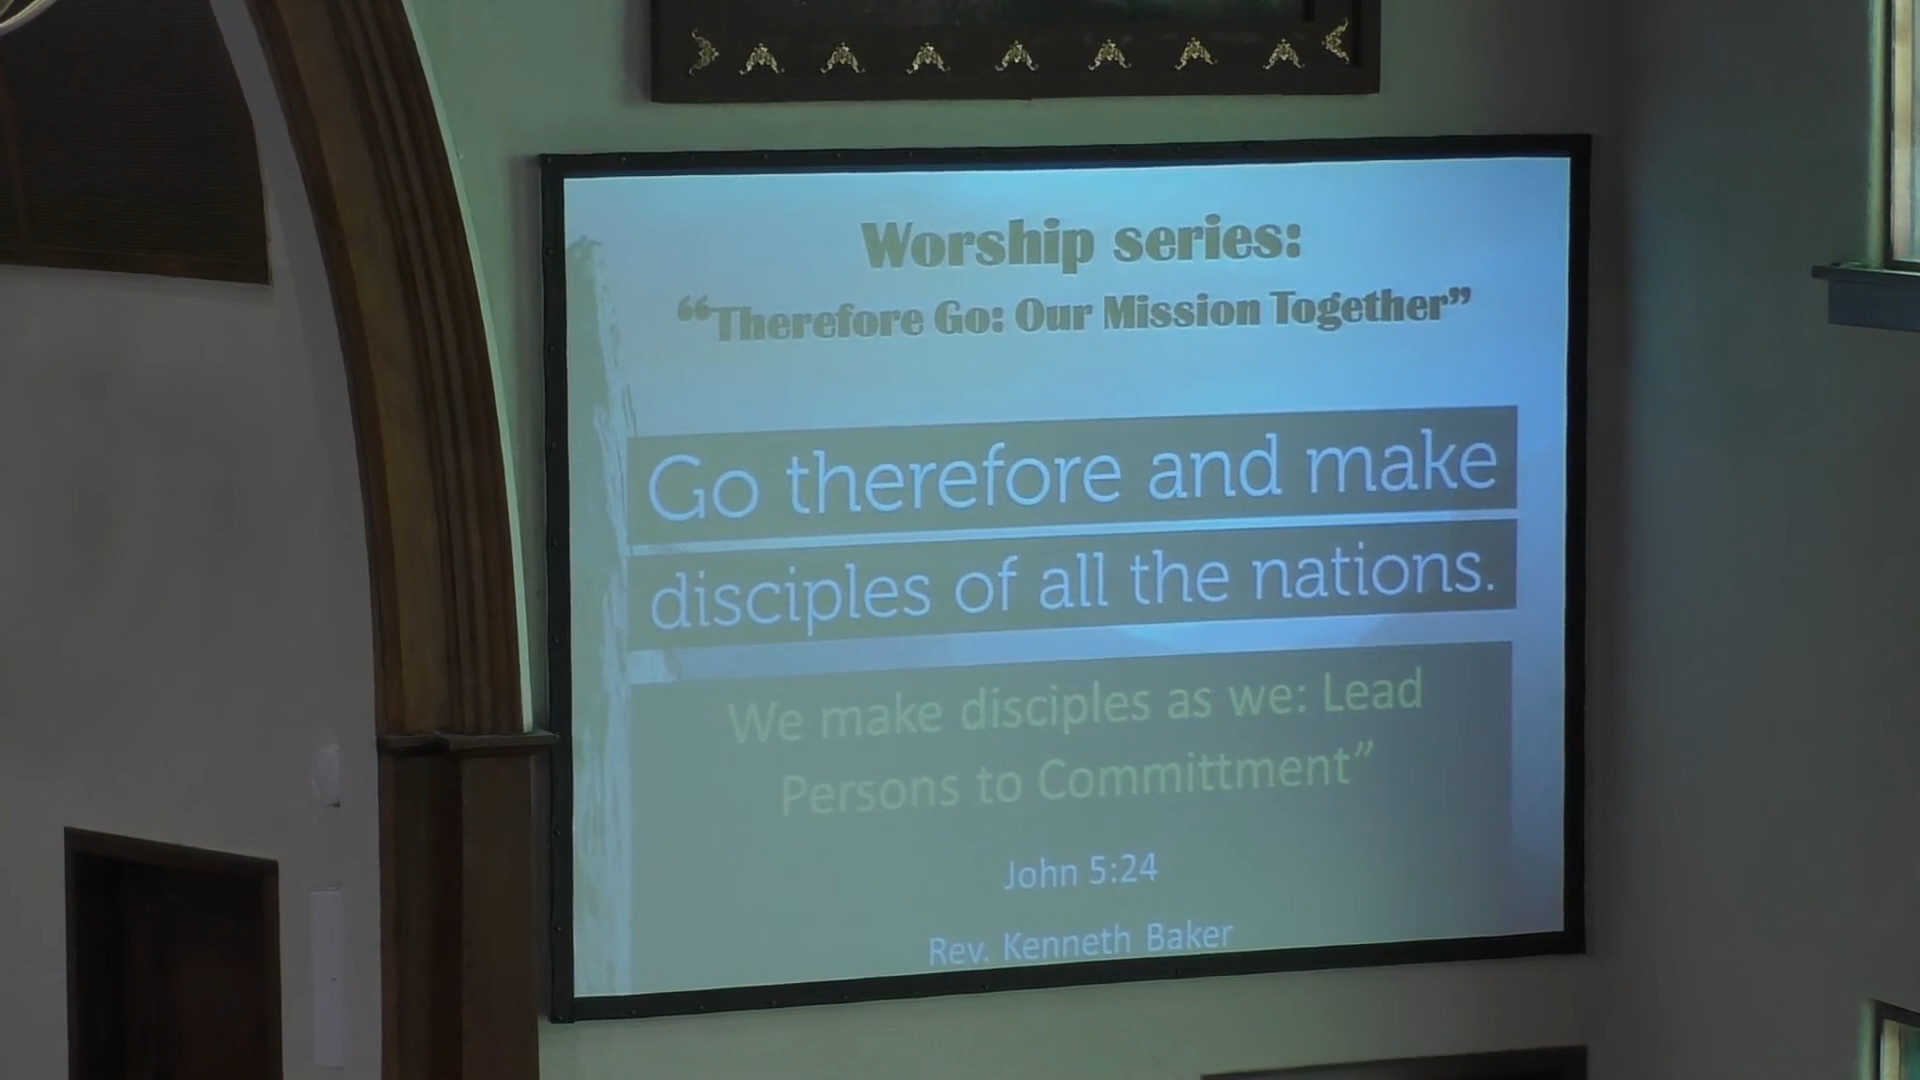 Worship series:
“Therefore Go: Our Mission Together”
Go therefore and make
disciples of all the nations.
We make disciples as we: Lead
Persons to Committment”
John 5:24
Rev. Kenneth Baker